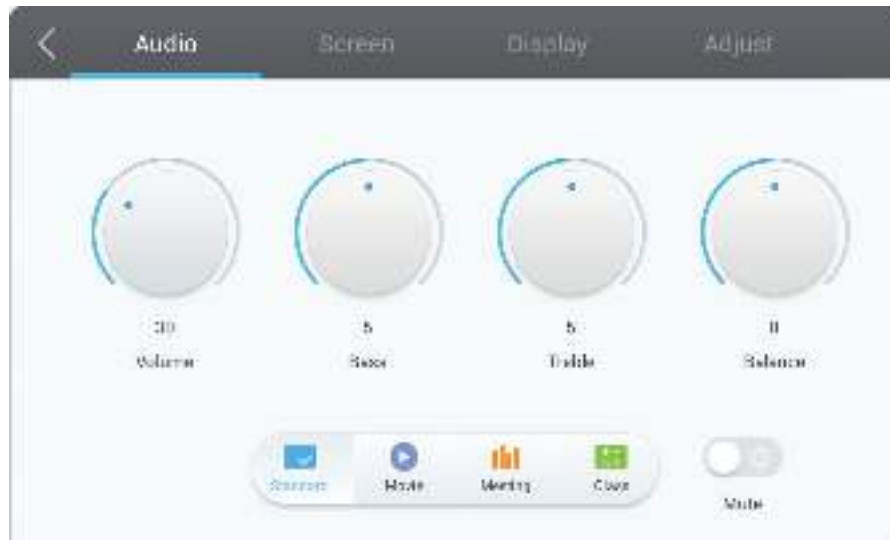 Audio Screen Display Adjust
30 5 5 0
Volume Bass Treble Balance
Standard Movie Meeting Class
Mute